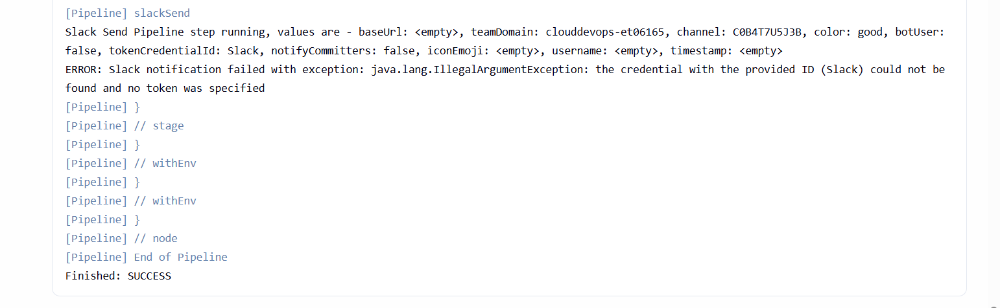 [Pipeline] slackSend
Slack Send Pipeline step running, values are - baseUrl: <empty>, teamDomain: clouddevops-et06165, channel: C0B4T7U5J3B, color: good, botUser:
false, tokenCredentialId: Slack, notifyCommitters: false, iconEmoji: <empty>, username: <empty>, timestamp: <empty>
ERROR: Slack notification failed with exception: java.lang.IllegalArgumentException: the credential with the provided ID (Slack) could not be
found and no token was specified
[Pipeline] }
[Pipeline] // stage
[Pipeline] }
[Pipeline] // withEnv
[Pipeline] }
[Pipeline] // withEnv
[Pipeline] }
[Pipeline] // node
[Pipeline] End of Pipeline
Finished: SUCCESS